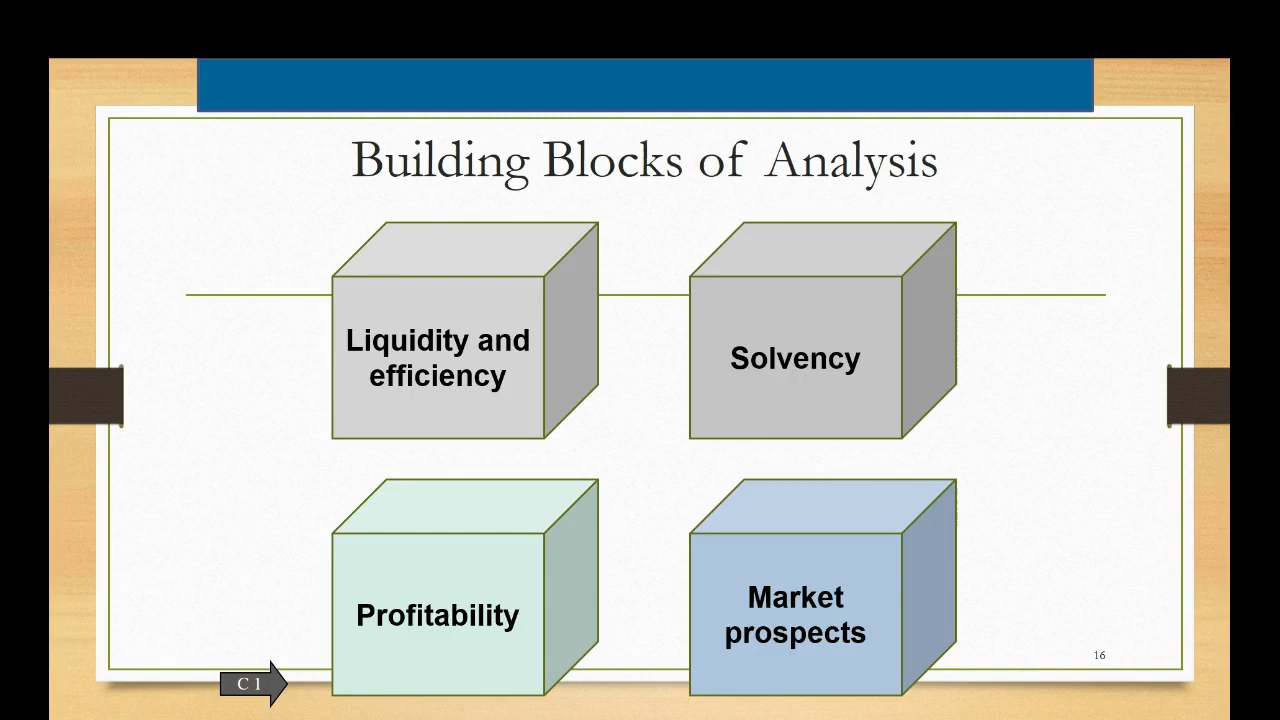 Building Blocks of Analysis
Liquidity and
efficiency
Solvency
Profitability
Market
prospects
16
C 1